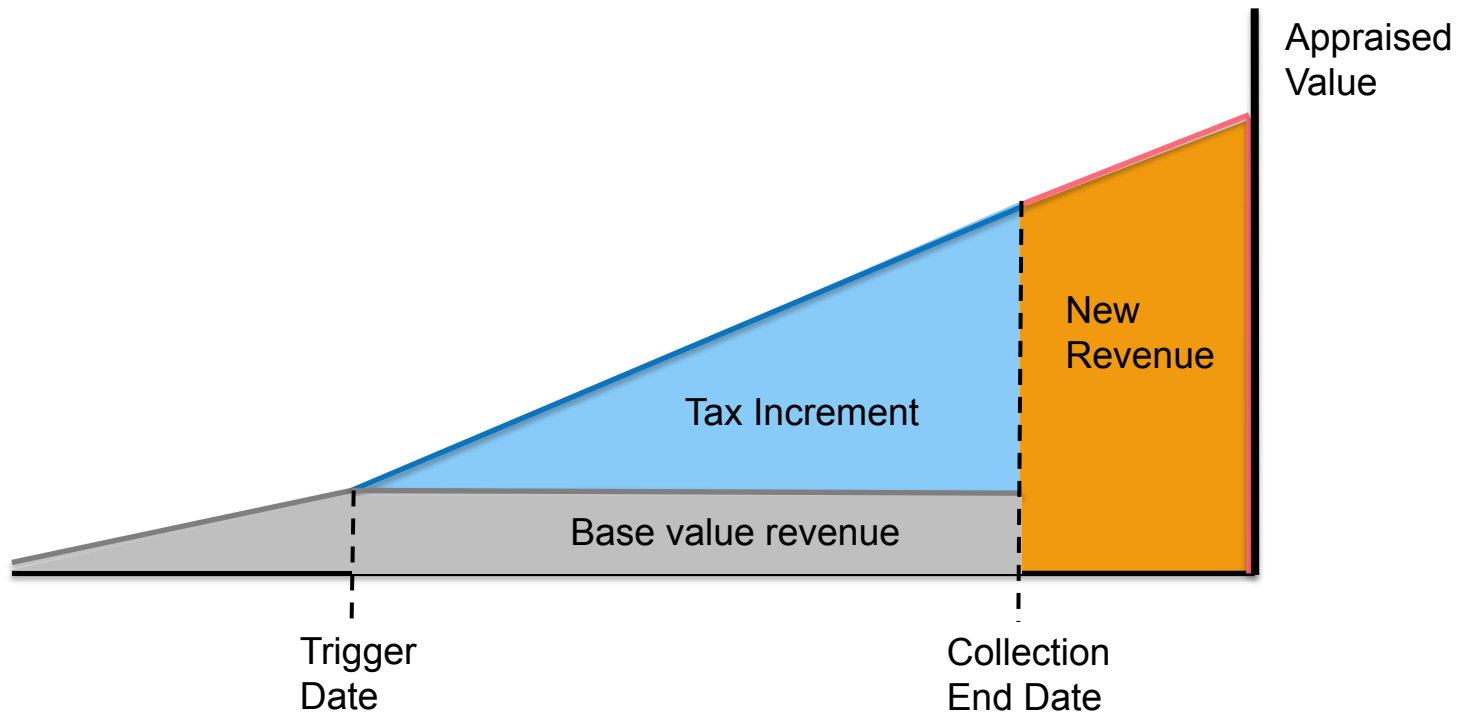 Appraised
Value
New
Revenue
Tax Increment
Base value revenue
Trigger
Date
Collection
End Date